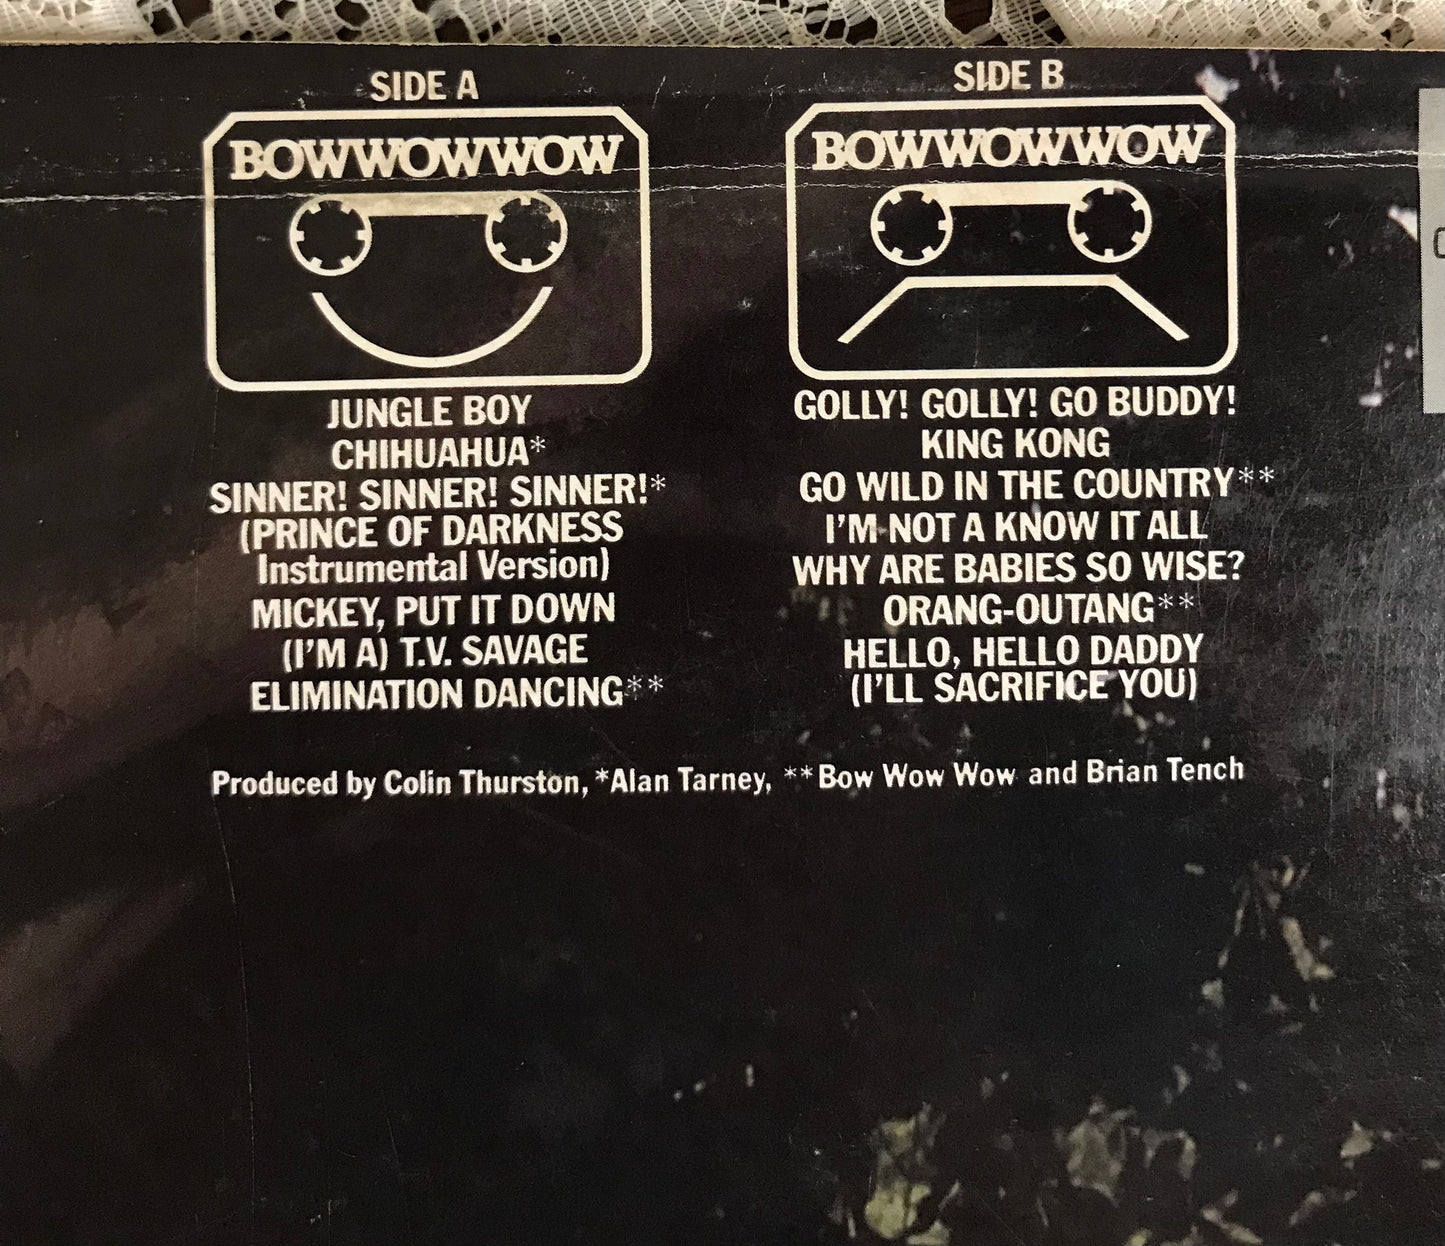 SIDE A
BOWWOWWOW
JUNGLE BOY
CHIHUAHUA*
SINNER! SINNER! SINNER!*
(PRINCE OF DARKNESS
Instrumental Version)
MICKEY, PUT IT DOWN
(I'M A) T.V. SAVAGE
ELIMINATION DANCING**
SIDE B
BOWWOWWOW
GOLLY! GOLLY! GO BUDDY!
KING KONG
GO WILD IN THE COUNTRY**
I'M NOT A KNOW IT ALL
WHY ARE BABIES SO WISE?
ORANG-OUTANG**
HELLO, HELLO DADDY
(I'LL SACRIFICE YOU)
Produced by Colin Thurston, *Alan Tarney, **Bow Wow Wow and Brian Tench